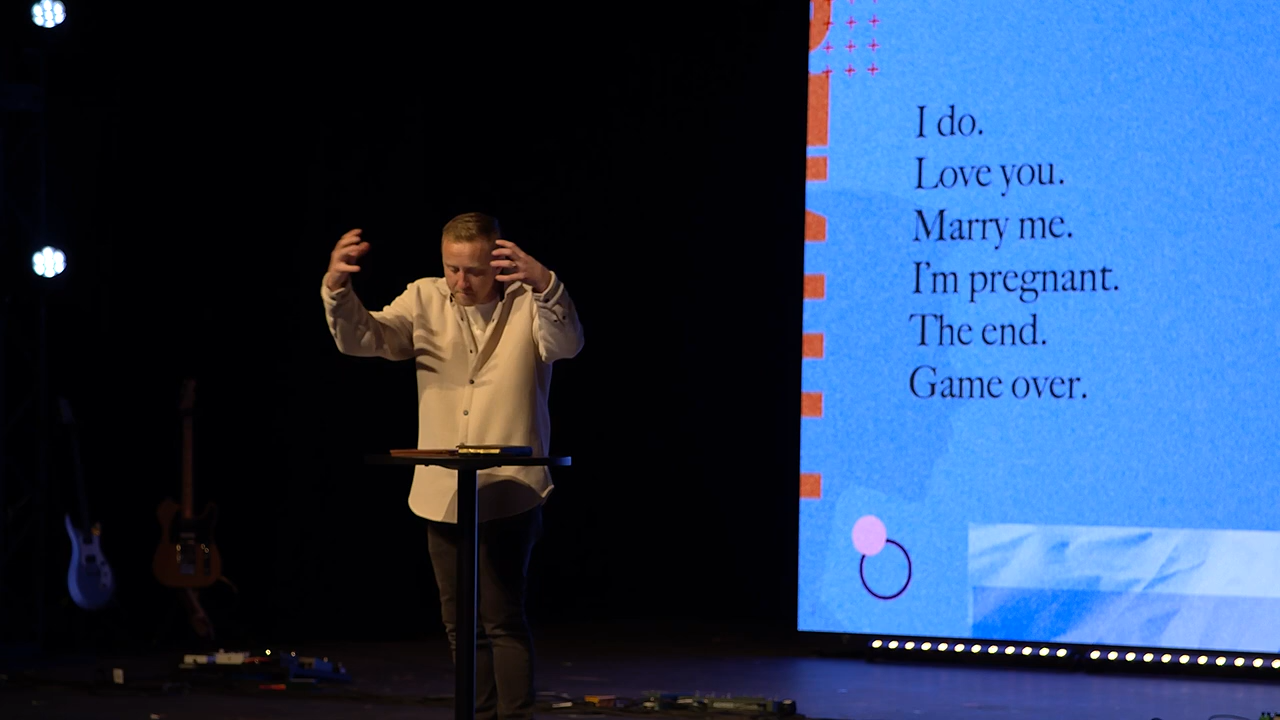 I do.
Love you.
Marry me.
I'm pregnant.
The end.
Game over.